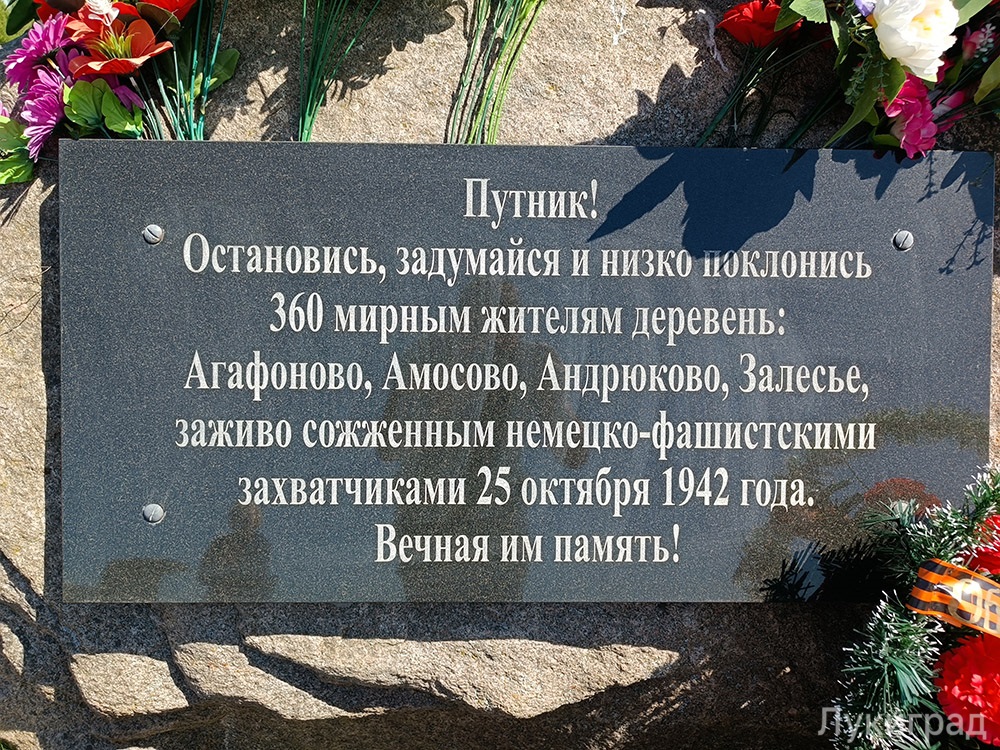 Путник!
Остановись, задумайся и низко поклонись
360 мирным жителям деревень:
Агафоново, Амосово, Андрюково, Залесье,
заживо сожженным немецко-фашистскими
захватчиками 25 октября 1942 года.
Вечная им память!
Лукиград